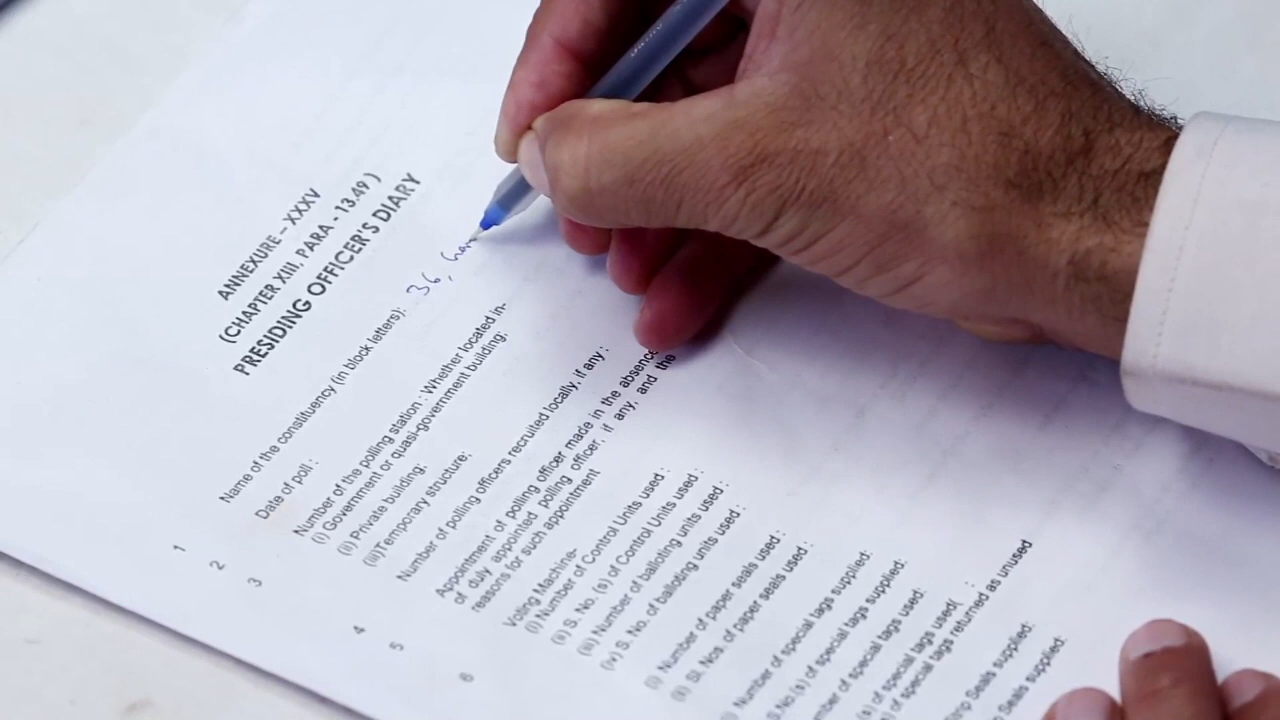 ANNEXURE – XXXV
(CHAPTER XIII, PARA - 13.49 )
PRESIDING OFFICER'S DIARY
1 Name of the constituency (in block letters): 36,
2 Date of poll :
3 Number of the polling station : Whether located in-
(i) Government or quasi-government building:
(ii) Private building:
(iii)Temporary structure:
4 Number of polling officers recruited locally, if any :
5 Appointment of polling officer made in the absence
of duly appointed polling officer, if any, and the
reasons for such appointment
6 Voting Machine-
(i) Number of Control Units used :
(ii) S. No. (s) of Control Units used :
(iii) Number of balloting units used :
(iv) S. No. of balloting units used :
(i) Number of paper seals used :
(ii) Sl. Nos. of paper seals used :
Number of special tags supplied:
S.No (s) of special tags supplied:
of special tags used:
(s) of special tags used( :
of special tags returned as unused
Seals supplied:
Seals supplied: